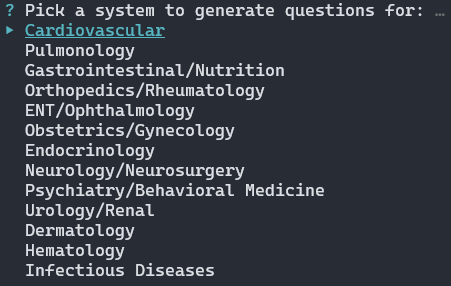 ? Pick a system to generate questions for: …
▸ Cardiovascular
Pulmonology
Gastrointestinal/Nutrition
Orthopedics/Rheumatology
ENT/Ophthalmology
Obstetrics/Gynecology
Endocrinology
Neurology/Neurosurgery
Psychiatry/Behavioral Medicine
Urology/Renal
Dermatology
Hematology
Infectious Diseases